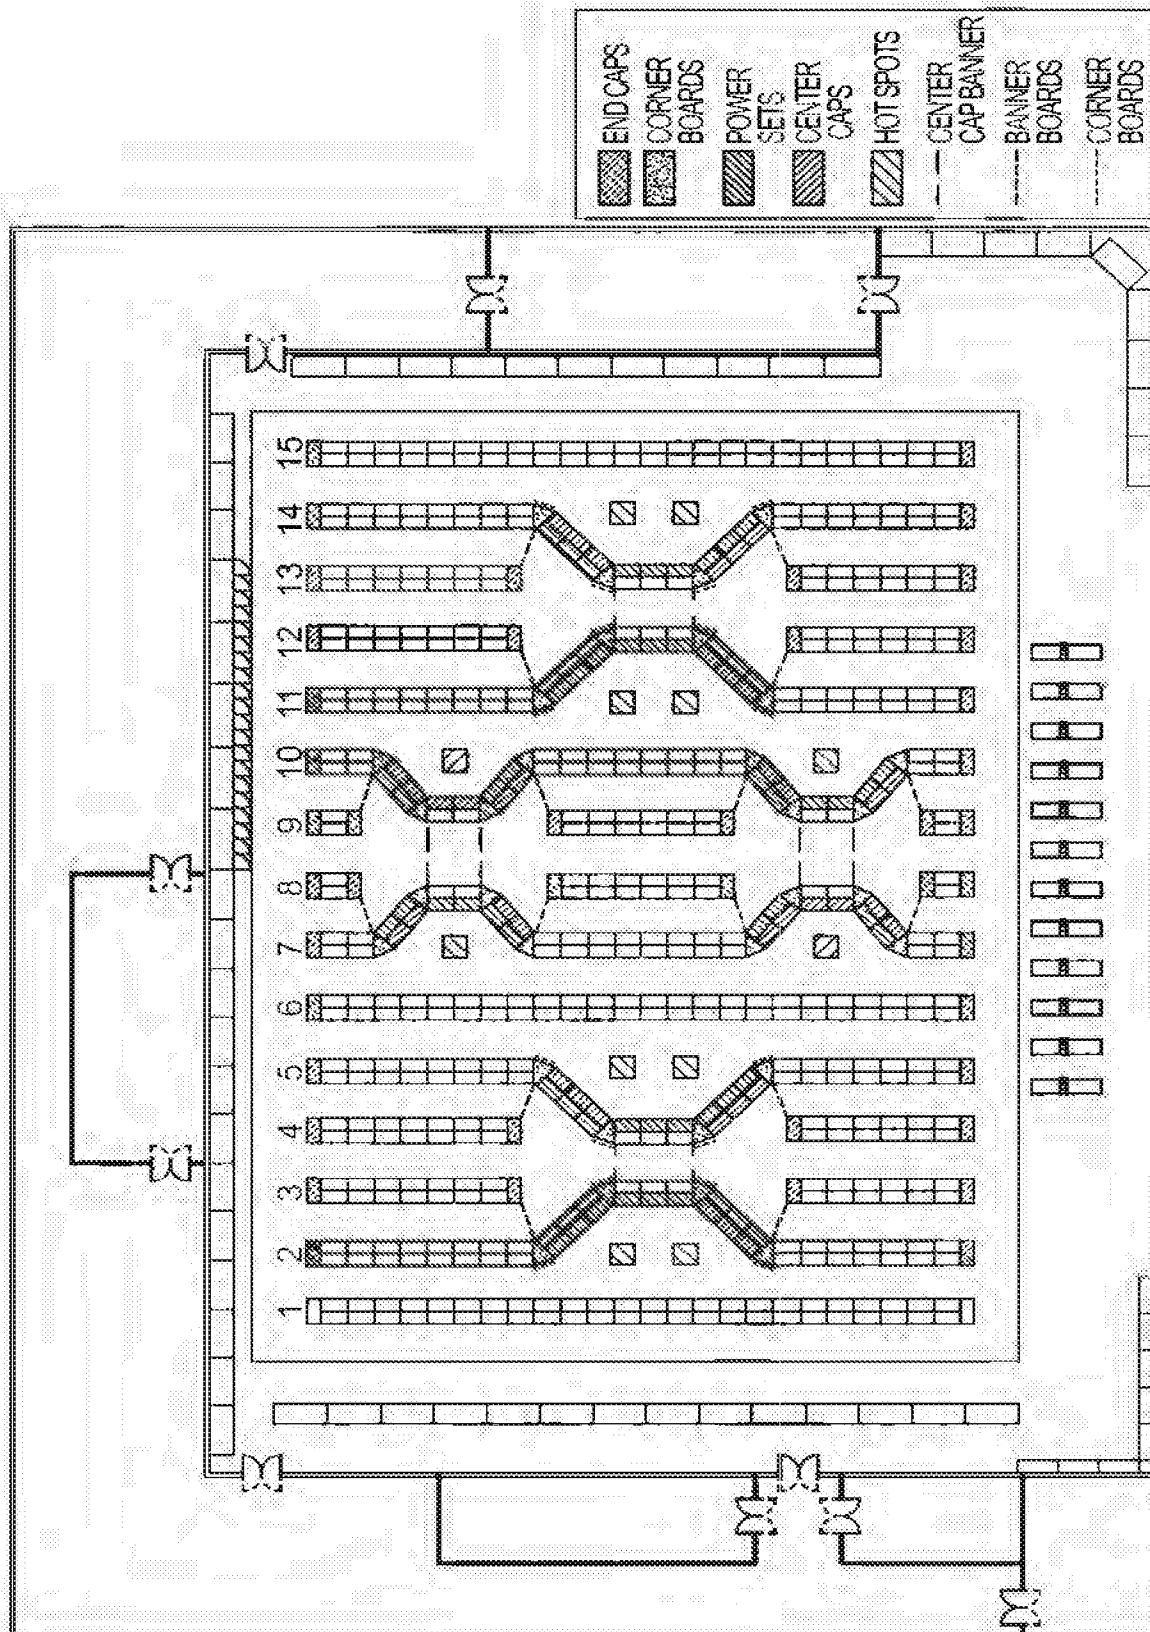 END CAPS
CORNER
BOARDS
POWER
SETS
CENTER
CAPS
HOT SPOTS
CENTER
CAP BANNER
BANNER
BOARDS
CORNER
BOARDS
15
14
13
12
11
10
9
8
7
6
5
4
3
2
1